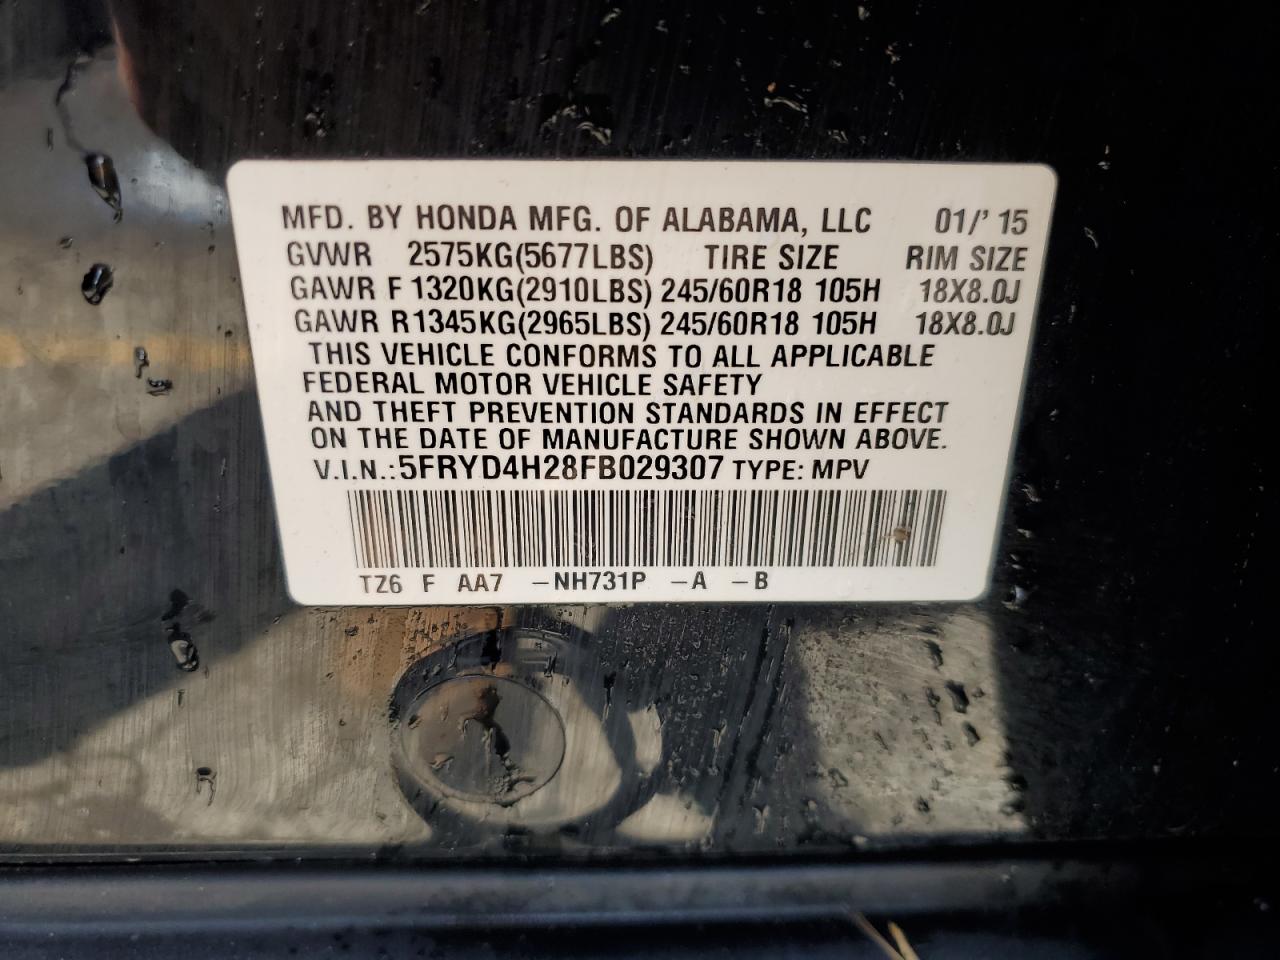 MFD. BY HONDA MFG. OF ALABAMA, LLC 01/' 15
GVWR 2575KG(5677LBS) TIRE SIZE RIM SIZE
GAWR F 1320KG(2910LBS) 245/60R18 105H 18X8.0J
GAWR R1345KG(2965LBS) 245/60R18 105H 18X8.0J
THIS VEHICLE CONFORMS TO ALL APPLICABLE
FEDERAL MOTOR VEHICLE SAFETY
AND THEFT PREVENTION STANDARDS IN EFFECT
ON THE DATE OF MANUFACTURE SHOWN ABOVE.
V.I.N.:5FRYD4H28FB029307 TYPE: MPV
TZ6 F AA7 -NH731P -A -B